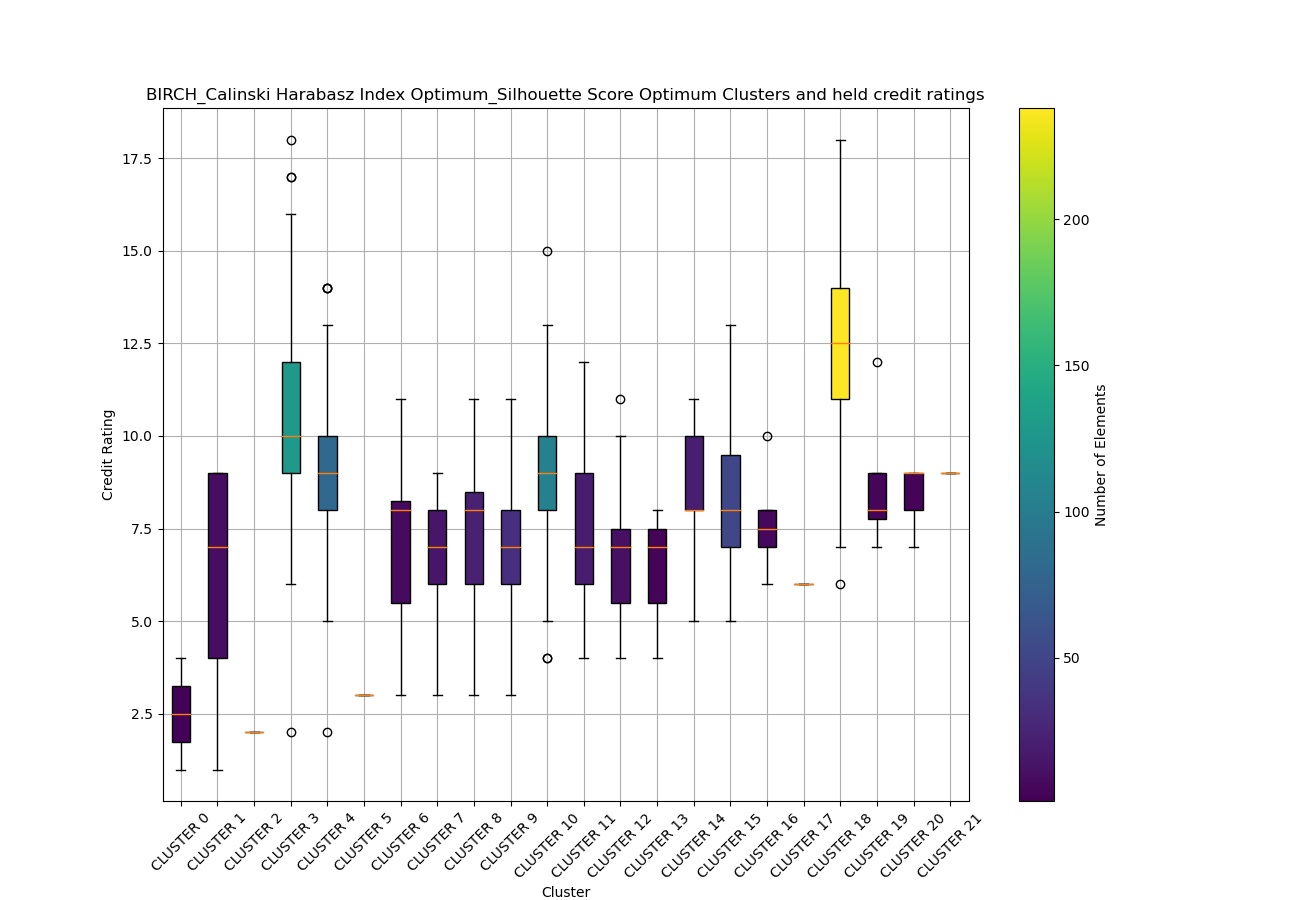 BIRCH_Calinski Harabasz Index Optimum_Silhouette Score Optimum Clusters and held credit ratings
17.5
15.0
12.5
10.0
7.5
5.0
2.5
Credit Rating
CLUSTER 0
CLUSTER 1
CLUSTER 2
CLUSTER 3
CLUSTER 4
CLUSTER 5
CLUSTER 6
CLUSTER 7
CLUSTER 8
CLUSTER 9
CLUSTER 10
CLUSTER 11
CLUSTER 12
CLUSTER 13
CLUSTER 14
CLUSTER 15
CLUSTER 16
CLUSTER 17
CLUSTER 18
CLUSTER 19
CLUSTER 20
CLUSTER 21
Cluster
200
150
100
50
Number of Elements